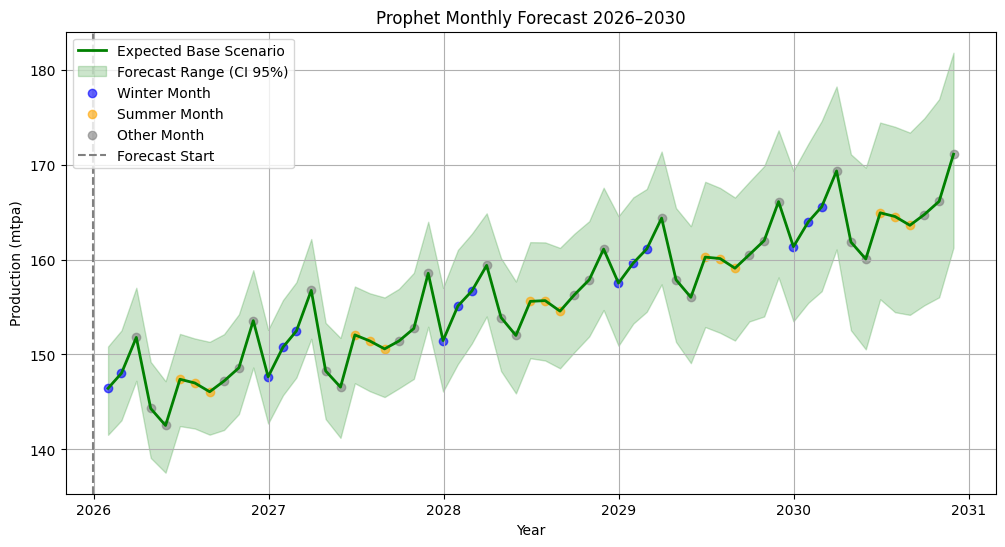 Prophet Monthly Forecast 2026–2030
Expected Base Scenario
Forecast Range (CI 95%)
Winter Month
Summer Month
Other Month
Forecast Start
Production (mtpa)
180
170
160
150
140
2026
2027
2028
2029
2030
2031
Year